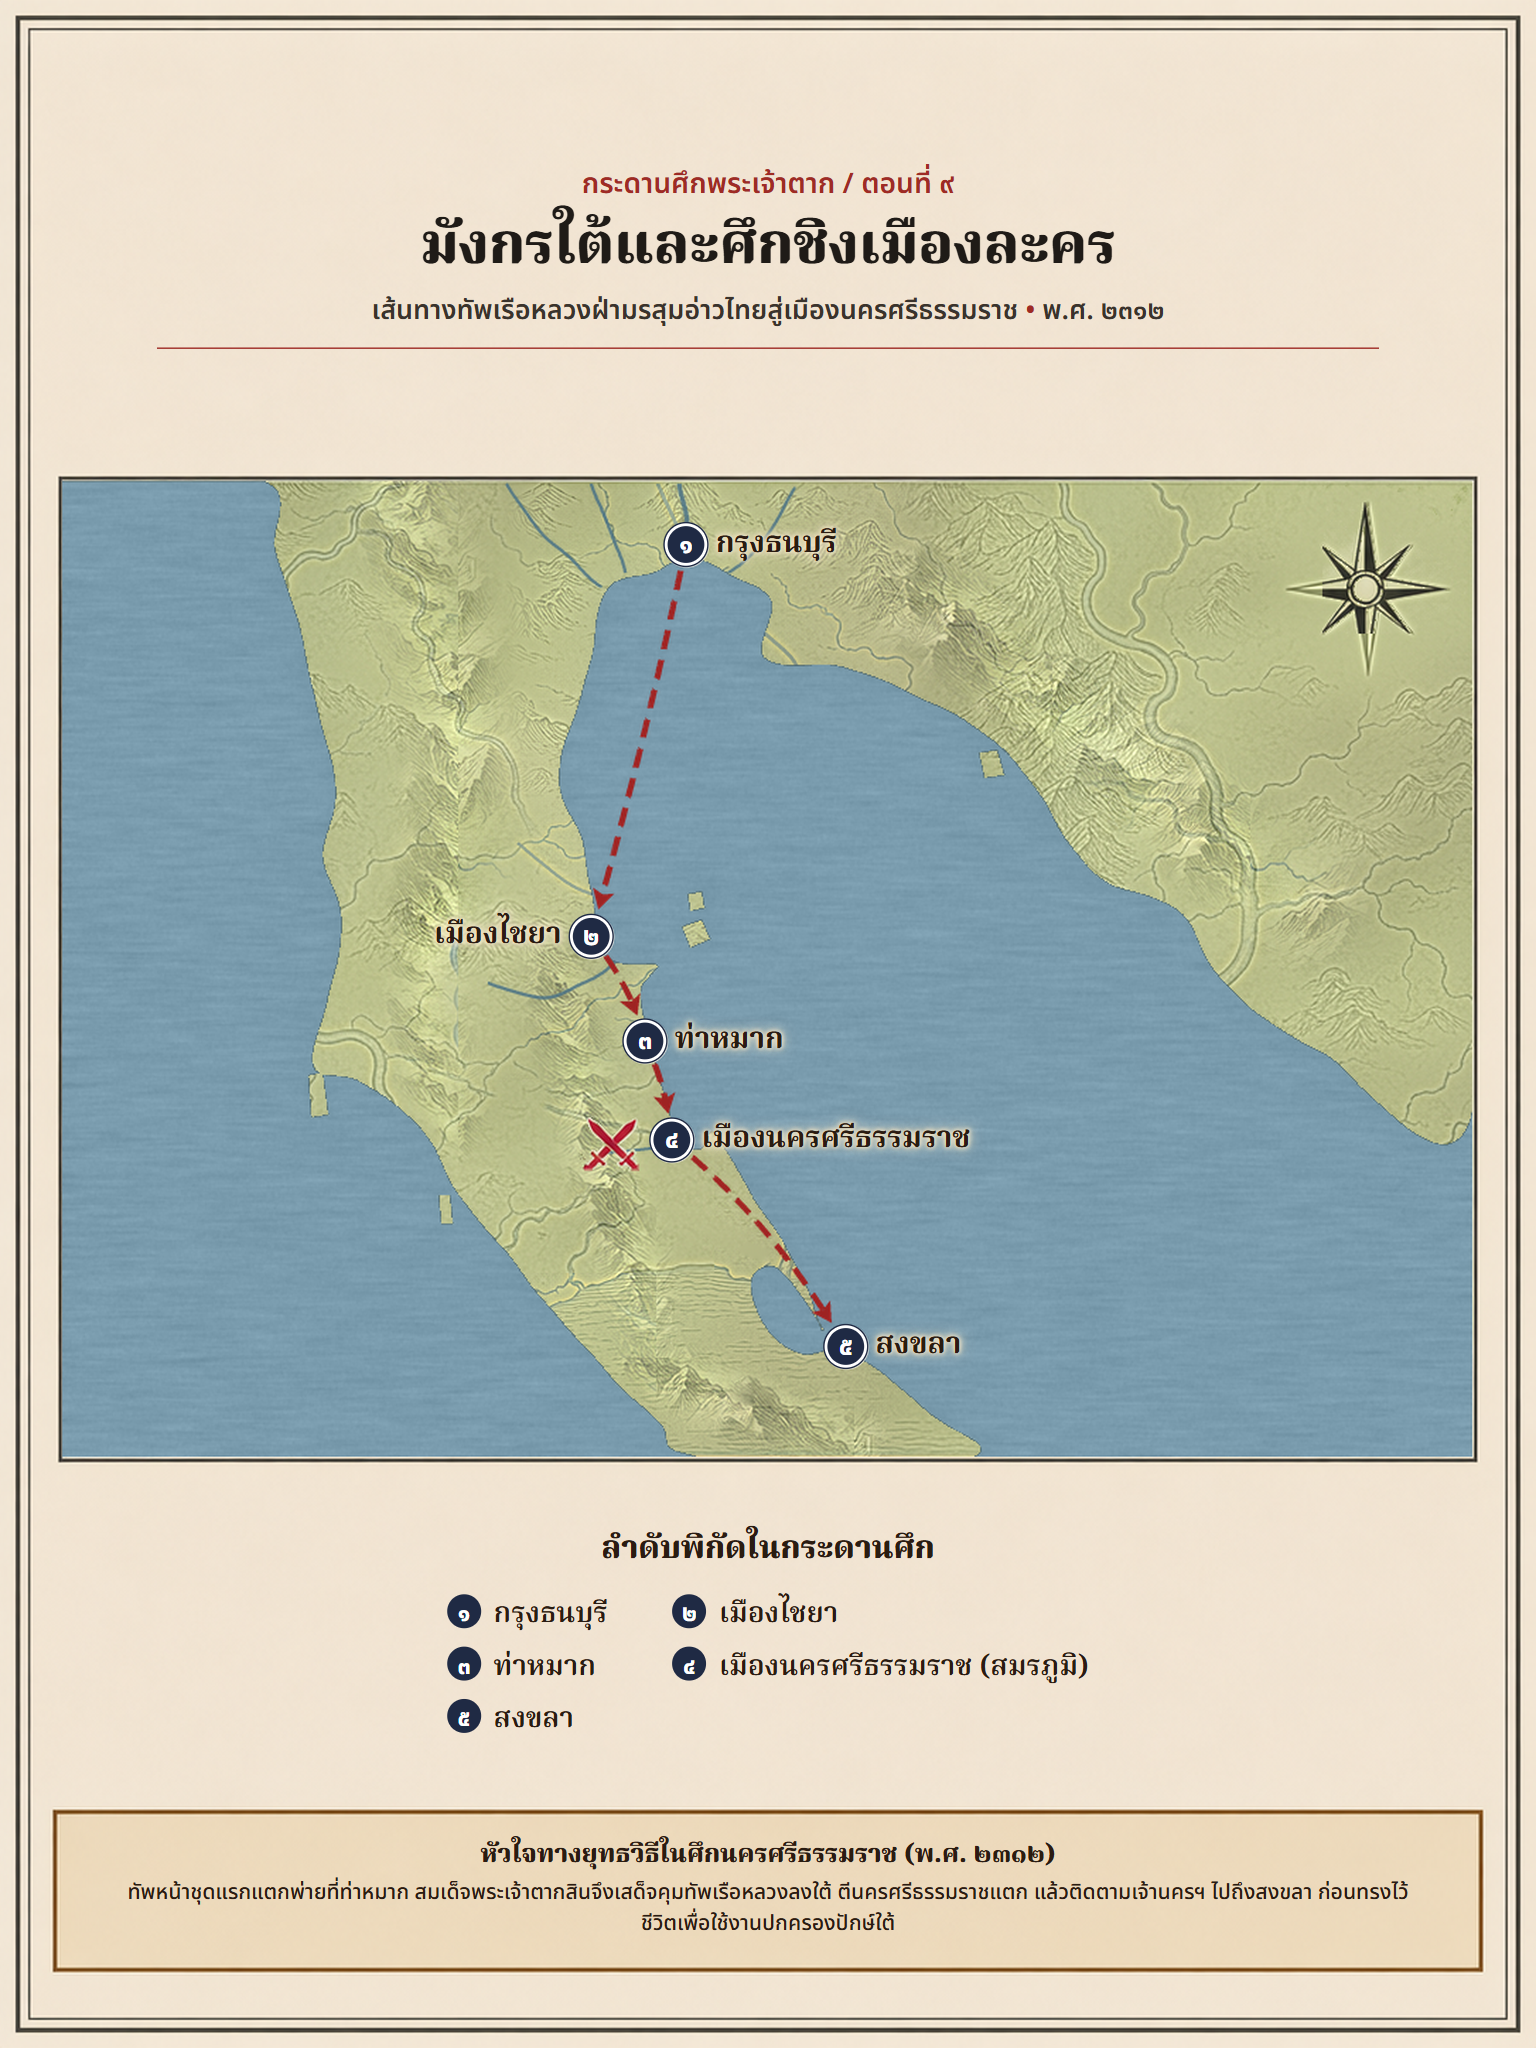 กระดานศึกพระเจ้าตาก / ตอนที่ ๙
มังกรใต้และศึกชิงเมืองละคร
เส้นทางทัพเรือหลวงฝ่ามรสุมอ่าวไทยสู่เมืองนครศรีธรรมราช • พ.ศ. ๒๓๑๒
๑ กรุงธนบุรี
เมืองไชยา ๒
๓ ท่าหมาก
๔ เมืองนครศรีธรรมราช
๕ สงขลา
ลำดับพิกัดในกระดานศึก
๑ กรุงธนบุรี ๒ เมืองไชยา
๓ ท่าหมาก ๔ เมืองนครศรีธรรมราช (สมรภูมิ)
๕ สงขลา
หัวใจทางยุทธวิธีในศึกนครศรีธรรมราช (พ.ศ. ๒๓๑๒)
ทัพหน้าชุดแรกแตกพ่ายที่ท่าหมาก สมเด็จพระเจ้าตากสินจึงเสด็จคุมทัพเรือหลวงลงใต้ ตีนครศรีธรรมราชแตก แล้วติดตามเจ้านครฯ ไปถึงสงขลา ก่อนทรงไว้
ชีวิตเพื่อใช้งานปกครองปักษ์ใต้